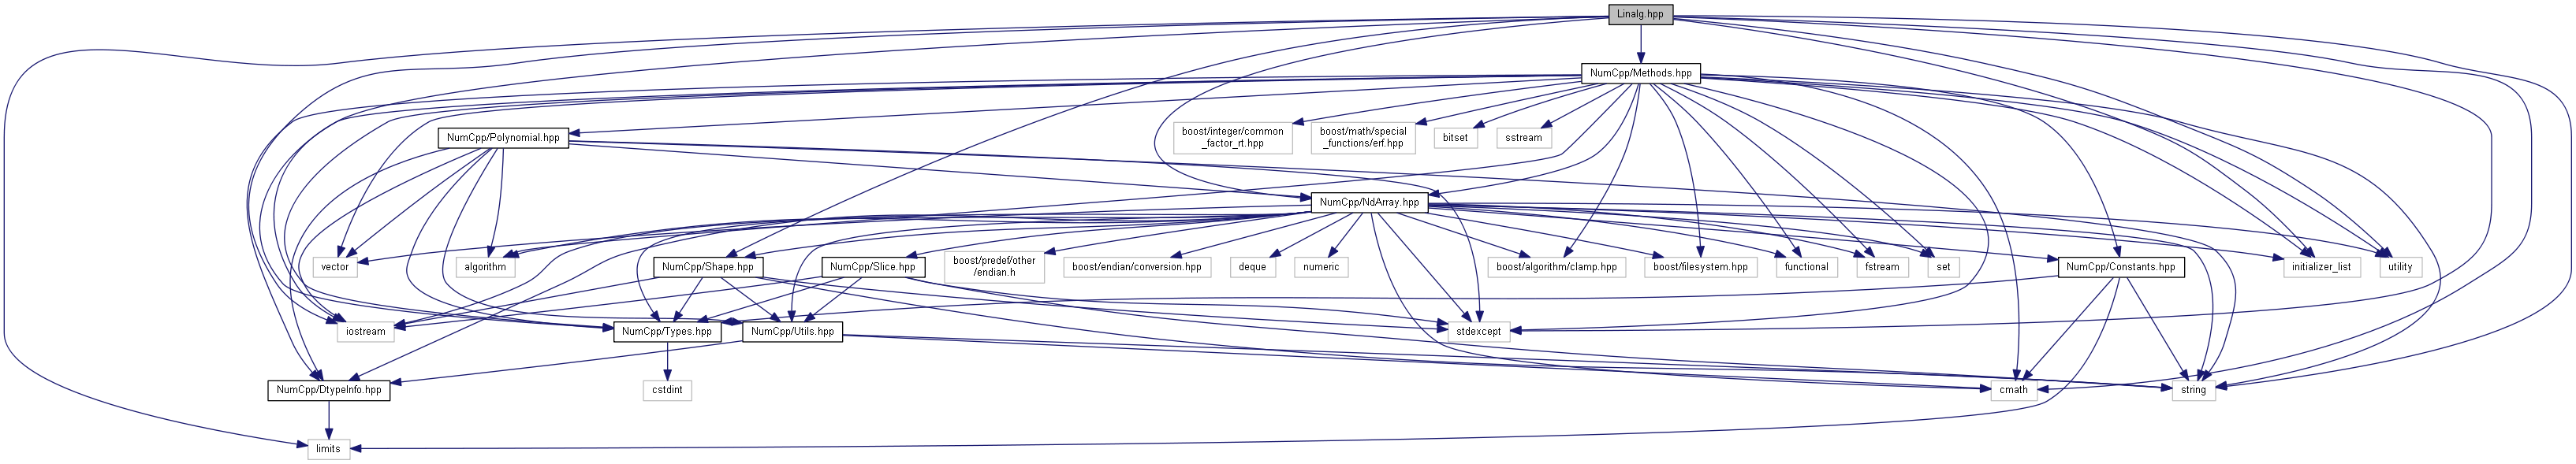 Linalg.hpp
NumCpp/Methods.hpp
NumCpp/Polynomial.hpp
boost/integer/common
_factor_rt.hpp
boost/math/special
_functions/erf.hpp
bitset
sstream
NumCpp/NdArray.hpp
vector
algorithm
NumCpp/Shape.hpp
NumCpp/Slice.hpp
boost/predef/other
/endian.h
boost/endian/conversion.hpp
deque
numeric
boost/algorithm/clamp.hpp
boost/filesystem.hpp
functional
fstream
set
NumCpp/Constants.hpp
initializer_list
utility
iostream
NumCpp/Types.hpp
NumCpp/Utils.hpp
stdexcept
NumCpp/DtypeInfo.hpp
cstdint
cmath
string
limits